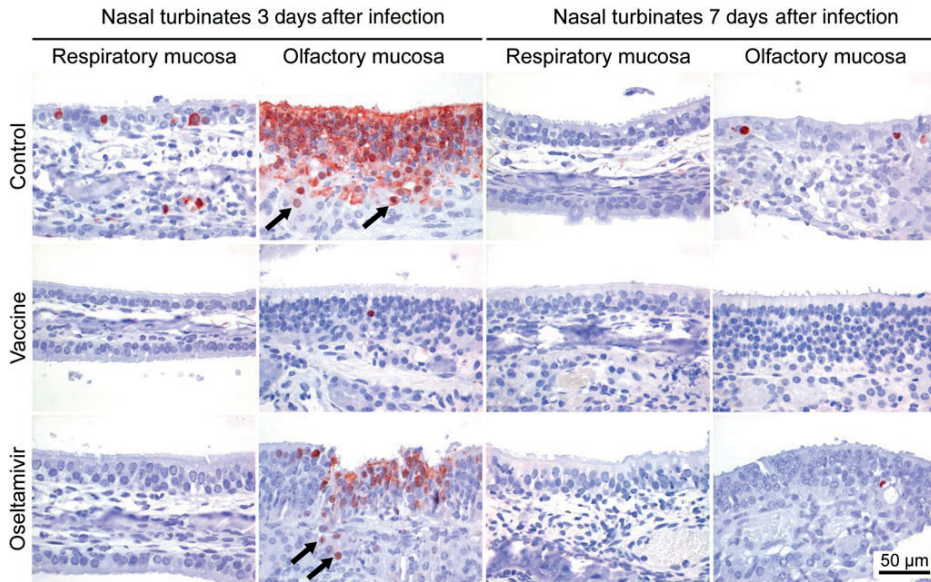 Nasal turbinates 3 days after infection
Nasal turbinates 7 days after infection
Respiratory mucosa
Olfactory mucosa
Respiratory mucosa
Olfactory mucosa
Control
Vaccine
Oseltamivir
50 µm